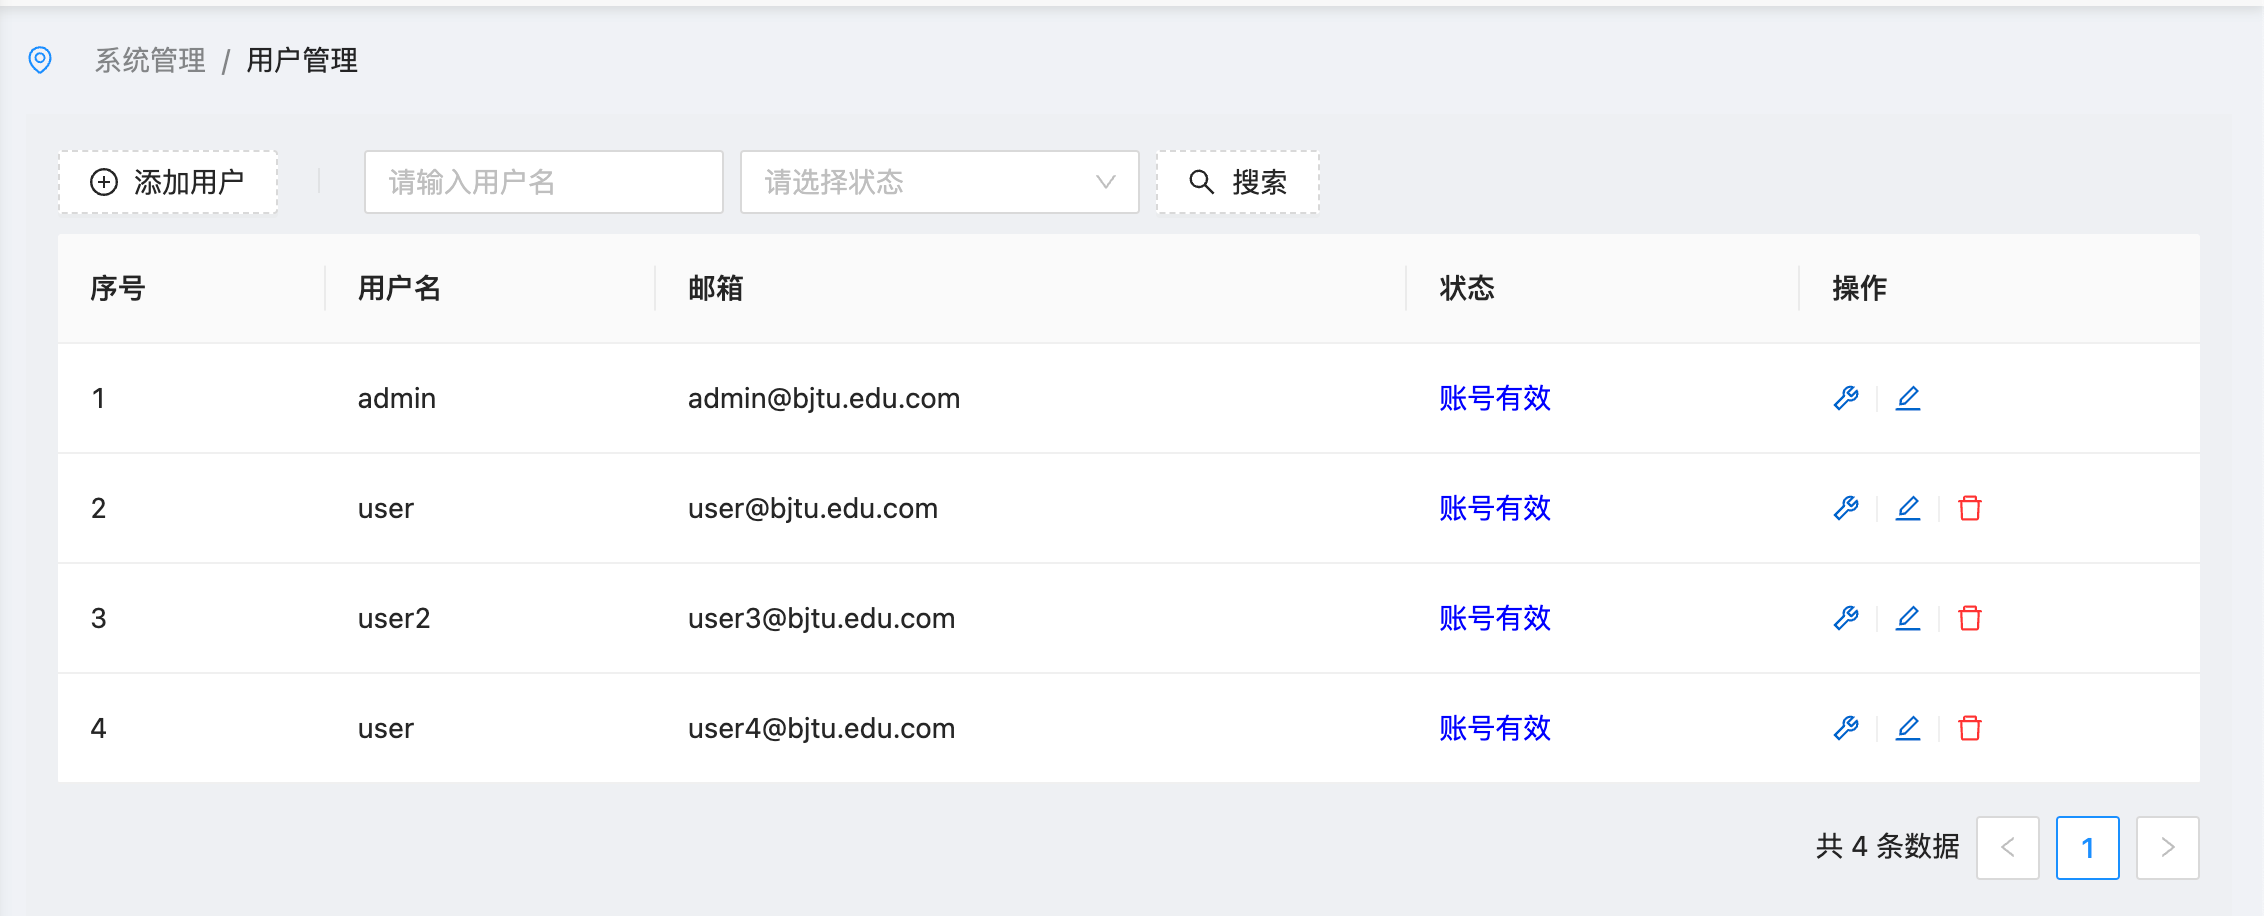 系统管理 / 用户管理
添加用户 请输入用户名 请选择状态 搜索
序号 用户名 邮箱 状态 操作
1 admin admin@bjtu.edu.com 账号有效
2 user user@bjtu.edu.com 账号有效
3 user2 user3@bjtu.edu.com 账号有效
4 user user4@bjtu.edu.com 账号有效
共 4 条数据 < 1 >